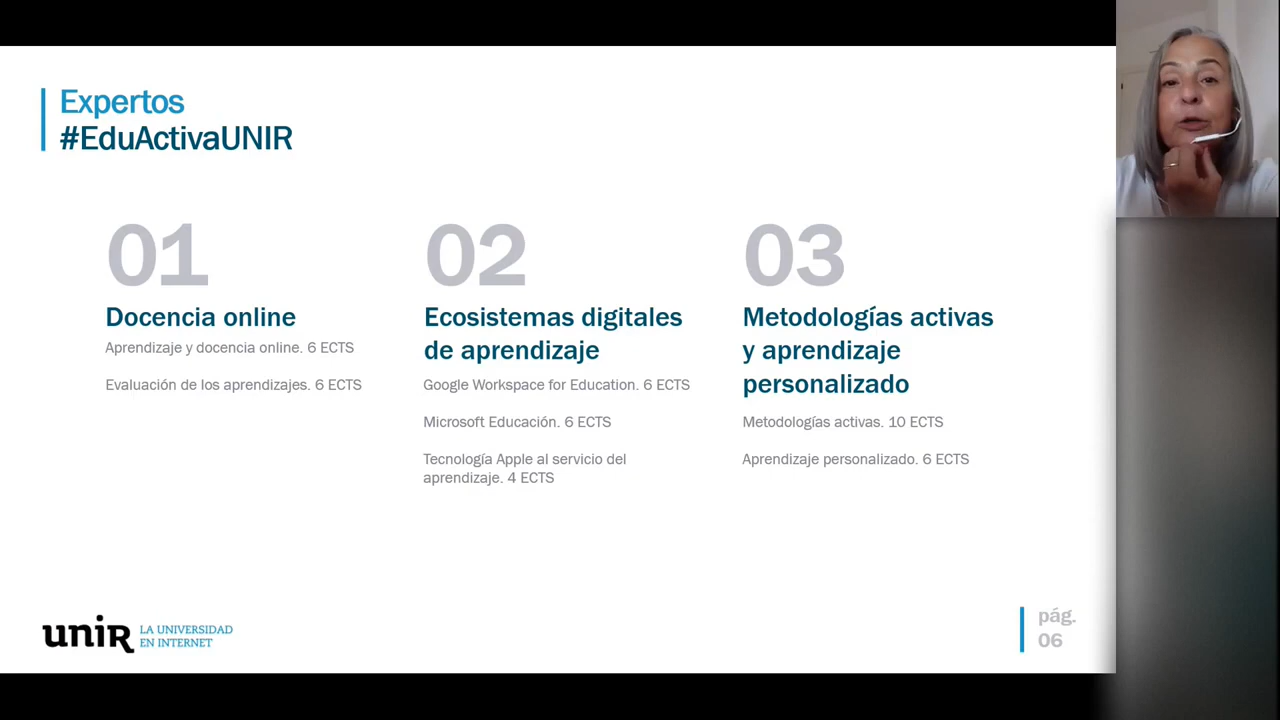 Expertos
#EduActivaUNIR
01
Docencia online
Aprendizaje y docencia online. 6 ECTS
Evaluación de los aprendizajes. 6 ECTS
02
Ecosistemas digitales
de aprendizaje
Google Workspace for Education. 6 ECTS
Microsoft Educación. 6 ECTS
Tecnología Apple al servicio del
aprendizaje. 4 ECTS
03
Metodologías activas
y aprendizaje
personalizado
Metodologías activas. 10 ECTS
Aprendizaje personalizado. 6 ECTS
unir
LA UNIVERSIDAD
EN INTERNET
pág.
06